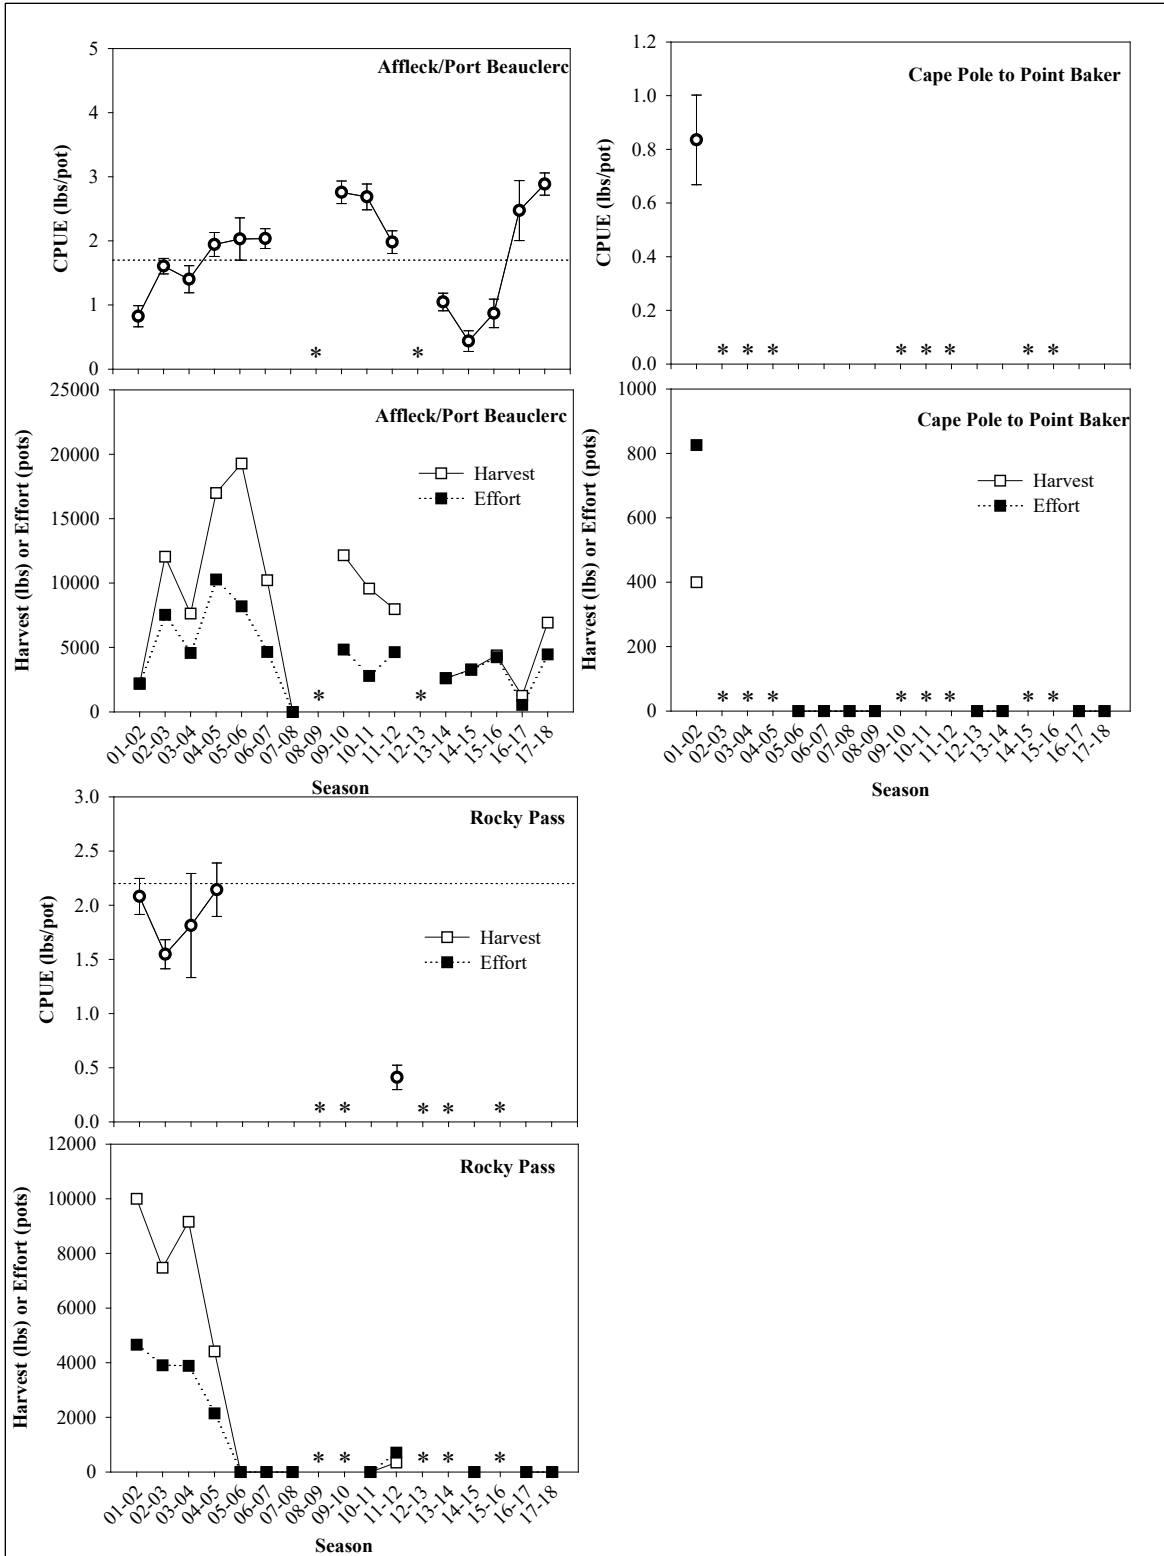 Affleck/Port Beauclerc
CPUE (lbs/pot)
5
4
3
2
1
0
* *
Cape Pole to Point Baker
CPUE (lbs/pot)
1.2
1.0
0.8
0.6
0.4
0.2
0.0
* * * * * * * *
Affleck/Port Beauclerc
Harvest (lbs) or Effort (pots)
25000
20000
15000
10000
5000
0
Harvest
Effort
* *
01-02 02-03 03-04 04-05 05-06 06-07 07-08 08-09 09-10 10-11 11-12 12-13 13-14 14-15 15-16 16-17 17-18
Season
Cape Pole to Point Baker
Harvest (lbs) or Effort (pots)
1000
800
600
400
200
0
Harvest
Effort
* * * * * * * *
01-02 02-03 03-04 04-05 05-06 06-07 07-08 08-09 09-10 10-11 11-12 12-13 13-14 14-15 15-16 16-17 17-18
Season
Rocky Pass
CPUE (lbs/pot)
3.0
2.5
2.0
1.5
1.0
0.5
0.0
Harvest
Effort
* * * * *
Rocky Pass
Harvest (lbs) or Effort (pots)
12000
10000
8000
6000
4000
2000
0
* * * * *
01-02 02-03 03-04 04-05 05-06 06-07 07-08 08-09 09-10 10-11 11-12 12-13 13-14 14-15 15-16 16-17 17-18
Season